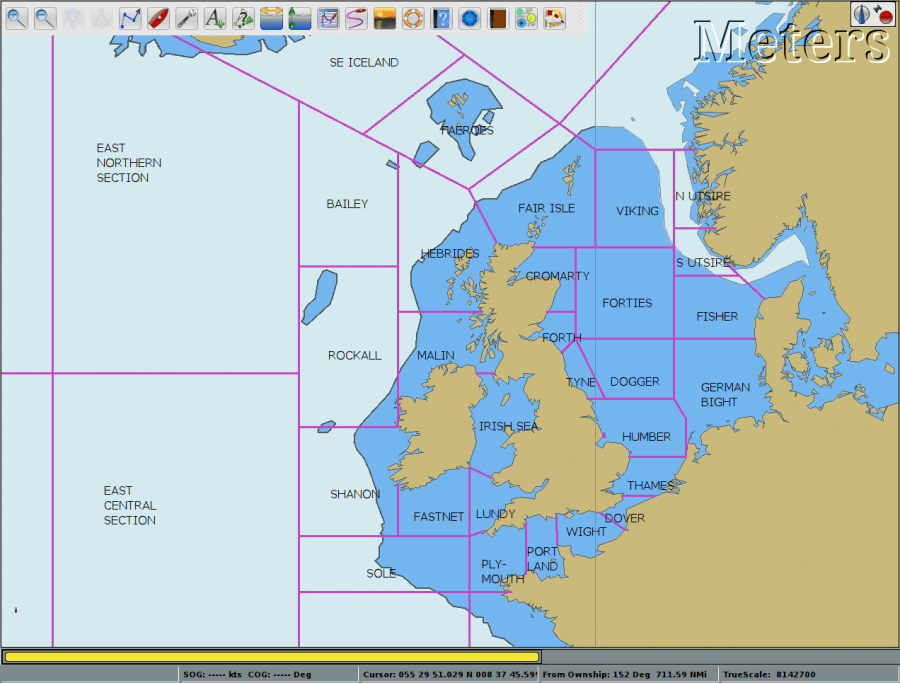 Meters
SE ICELAND
FAEROES
EAST
NORTHERN
SECTION
BAILEY
FAIR ISLE
VIKING
N UTSIRE
HEBRIDES
S UTSIRE
CROMARTY
FORTIES
FISHER
FORTH
ROCKALL
MALIN
TYNE
DOGGER
GERMAN
BIGHT
IRISH SEA
HUMBER
EAST
CENTRAL
SECTION
SHANON
THAMES
FASTNET
LUNDY
DOVER
WIGHT
PORT
LAND
SOLE
PLY-
MOUTH
SOG: ----- kts COG: ----- Deg
Cursor: 055 29 51.029 N 008 37 45.599
From Ownship: 152 Deg 711.59 NMi
TrueScale: 8142700